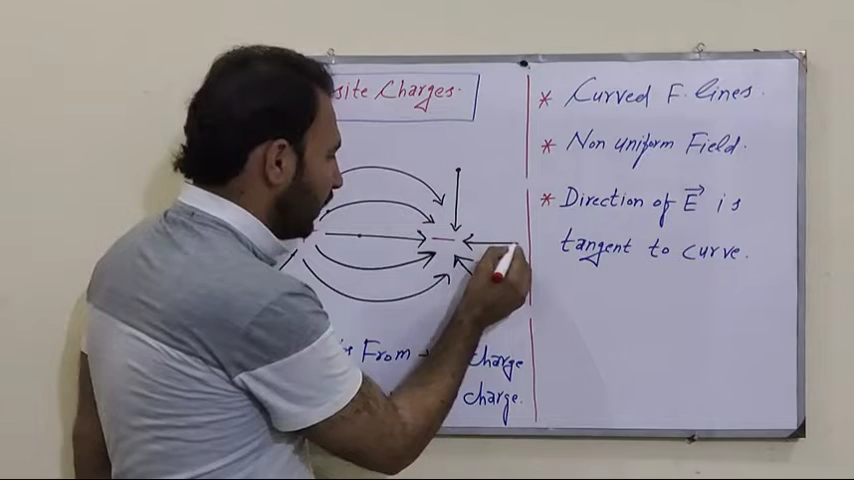 site Charges.
From → charge
charge.
* Curved F. lines.
* Non uniform Field.
* Direction of E⃗ is
tangent to curve.